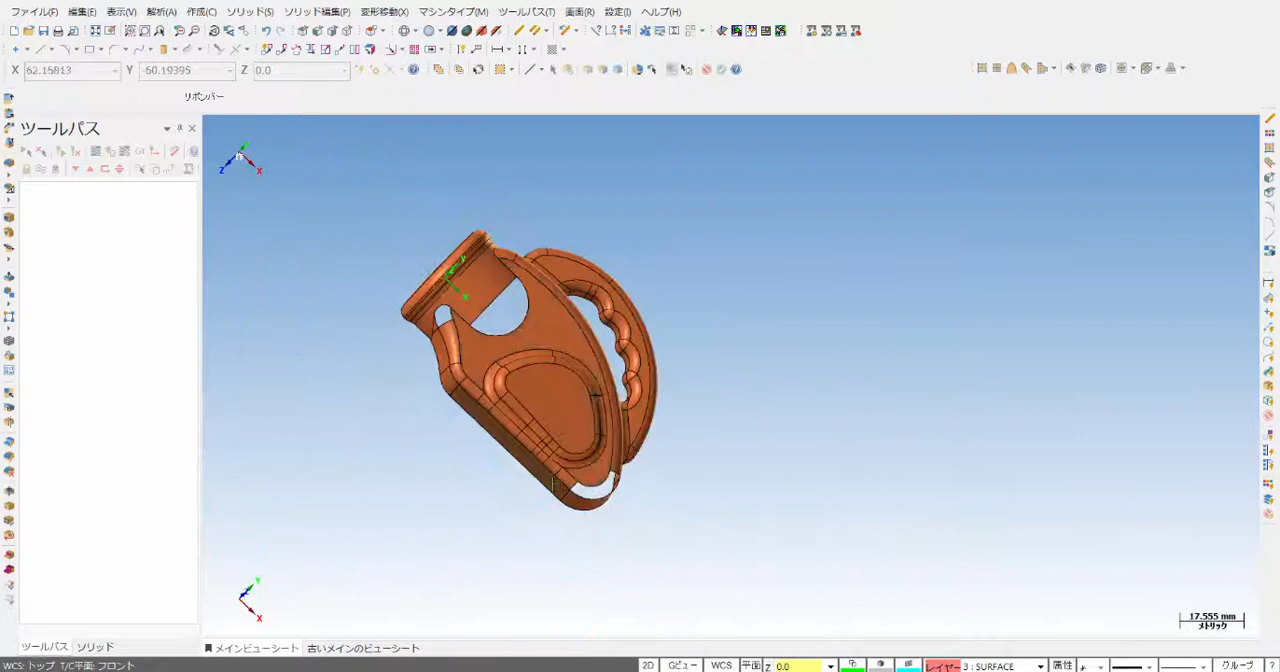 ファイル(F) 編集(E) 表示(V) 解析(A) 作成(C) ソリッド(S) ソリッド編集(P) 変形移動(X) マシンタイプ(M) ツールパス(T) 画面(R) 設定(I) ヘルプ(H)
X 62.15813 Y -60.19395 Z 0.0
リボンバー
ツールパス
G1
Z X
X
Y
X
Y
X
17.555 mm
メトリック
ツールパス ソリッド メインビューシート 古いメインのビューシート
WCS: トップ T/C平面: フロント 2D Gビュー WCS 平面 Z 0.0 レイヤー 3 : SURFACE 属性 グループ ?